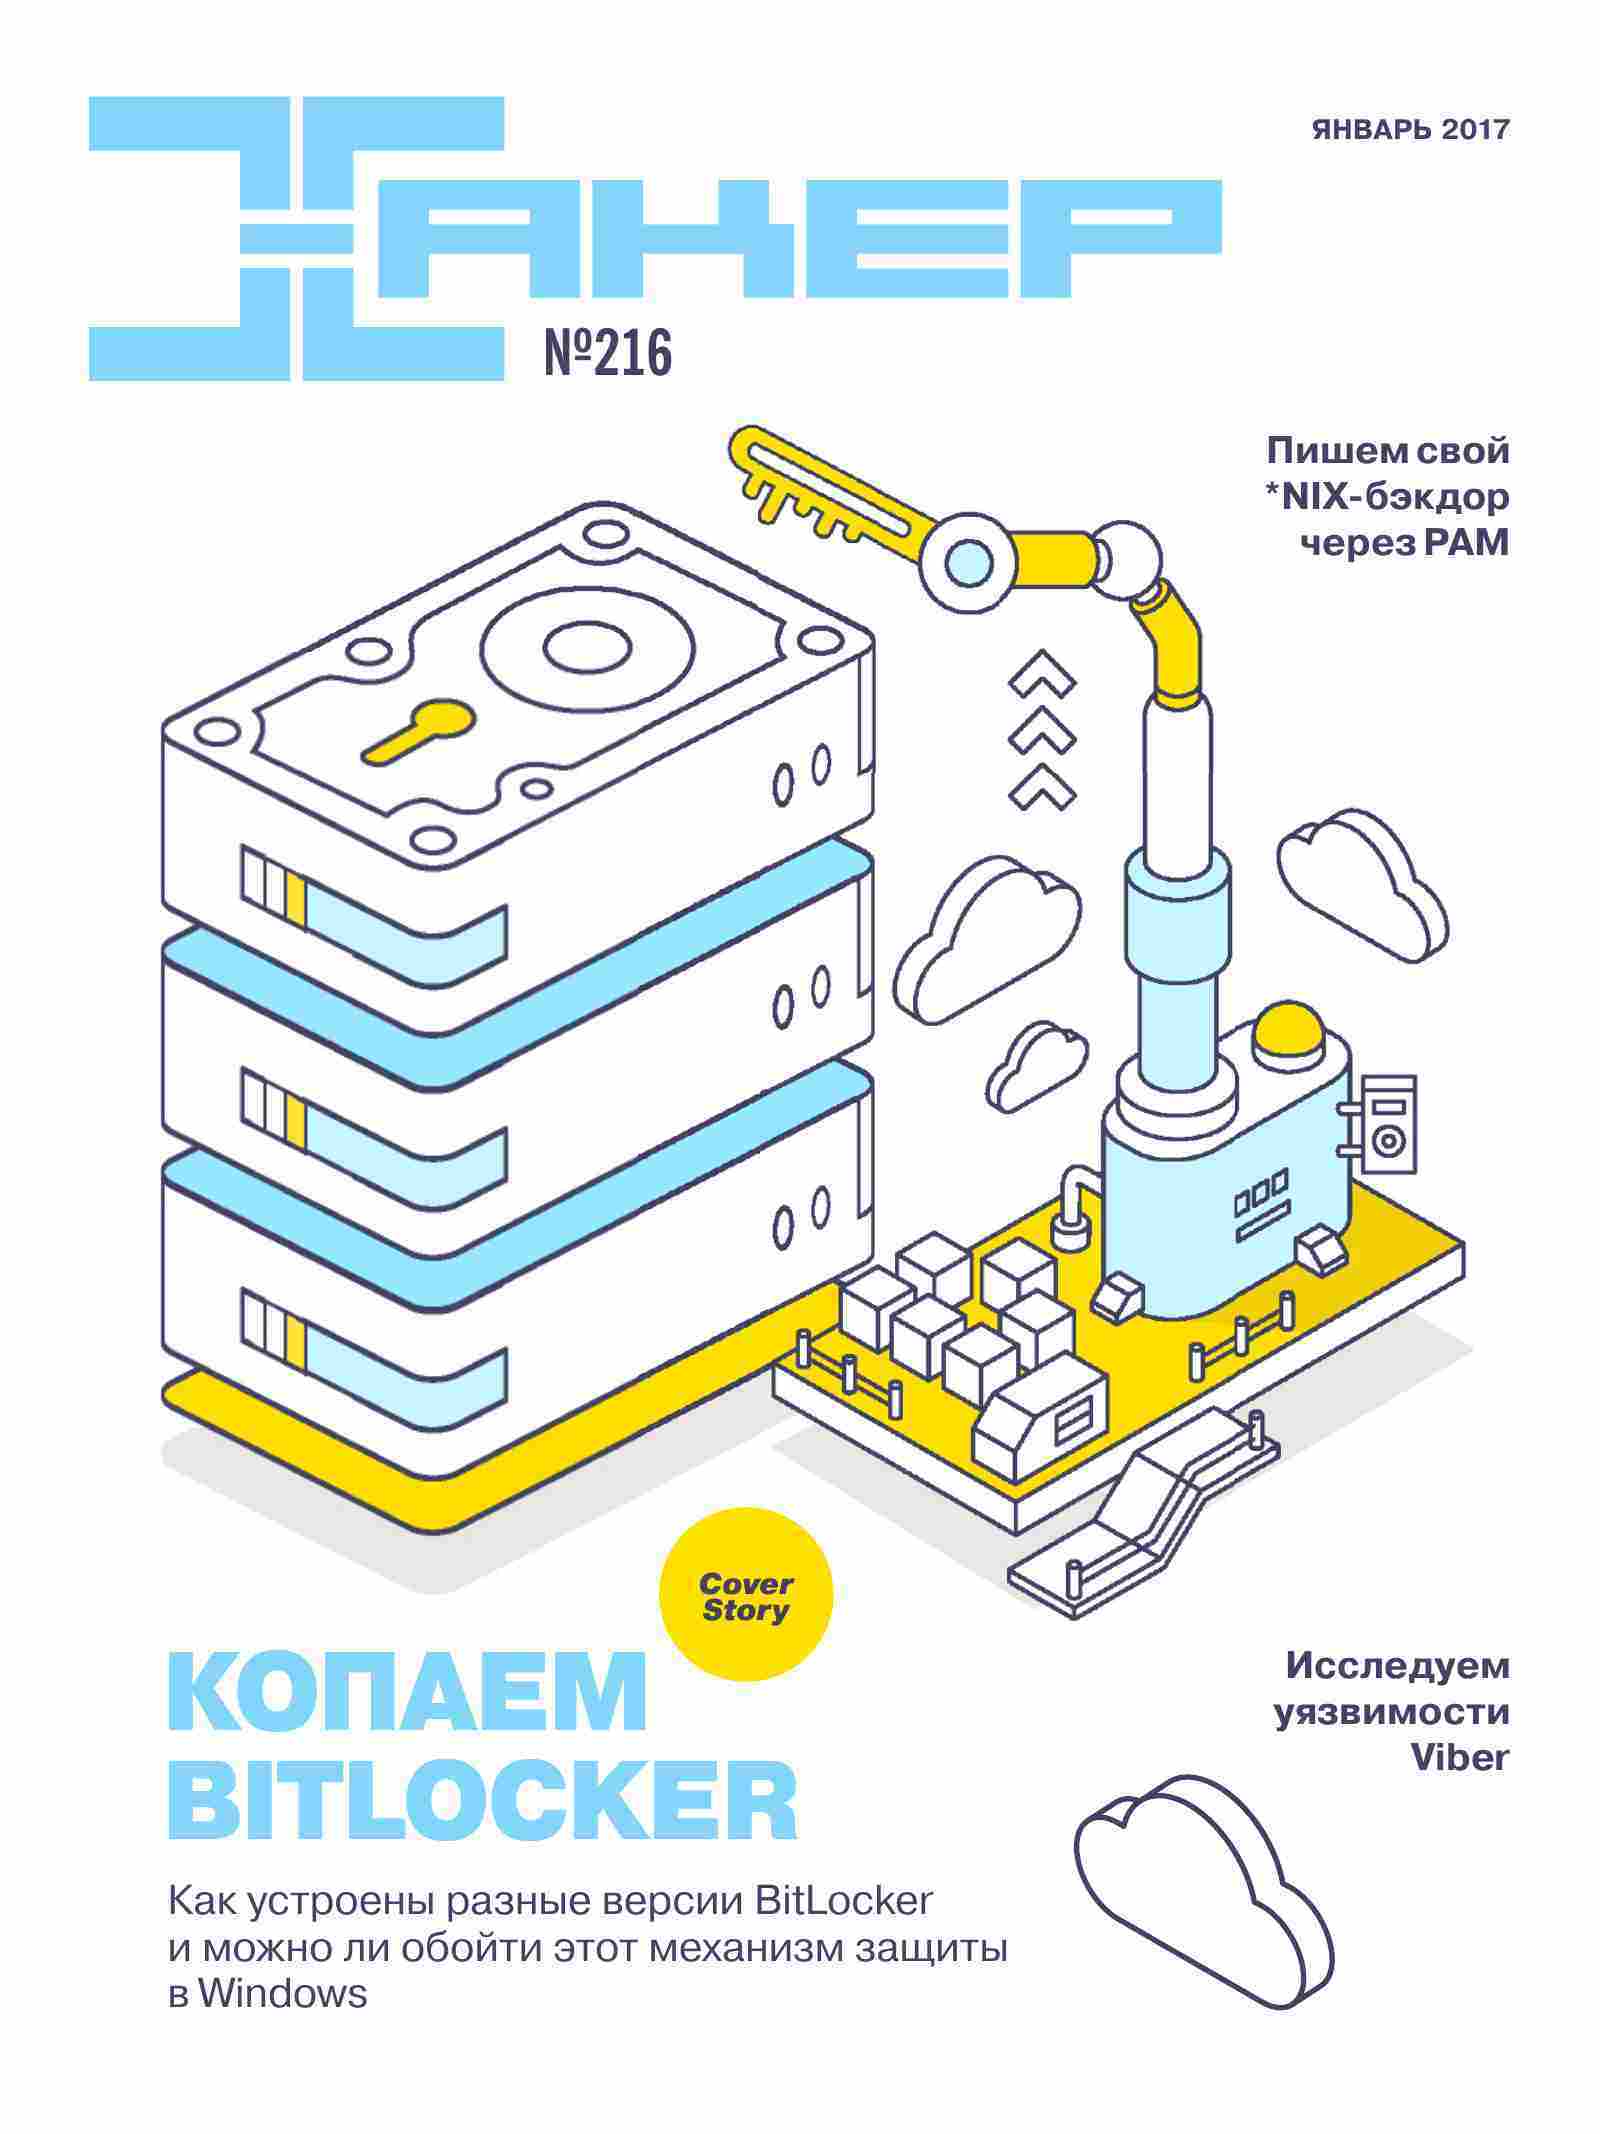 ЯНВАРЬ 2017
ХАКЕР
№216
Пишем свой
*NIX-бэкдор
через PAM
Cover
Story
КОПАЕМ
BITLOCKER
Как устроены разные версии BitLocker
и можно ли обойти этот механизм защиты
в Windows
Исследуем
уязвимости
Viber